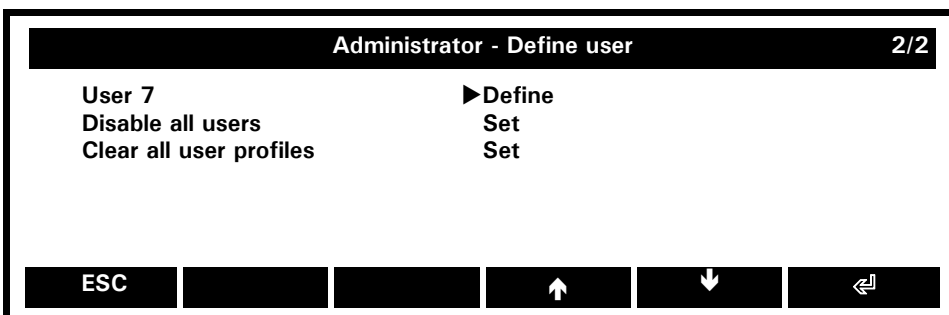 Administrator - Define user 2/2
User 7 ▶Define
Disable all users Set
Clear all user profiles Set
ESC